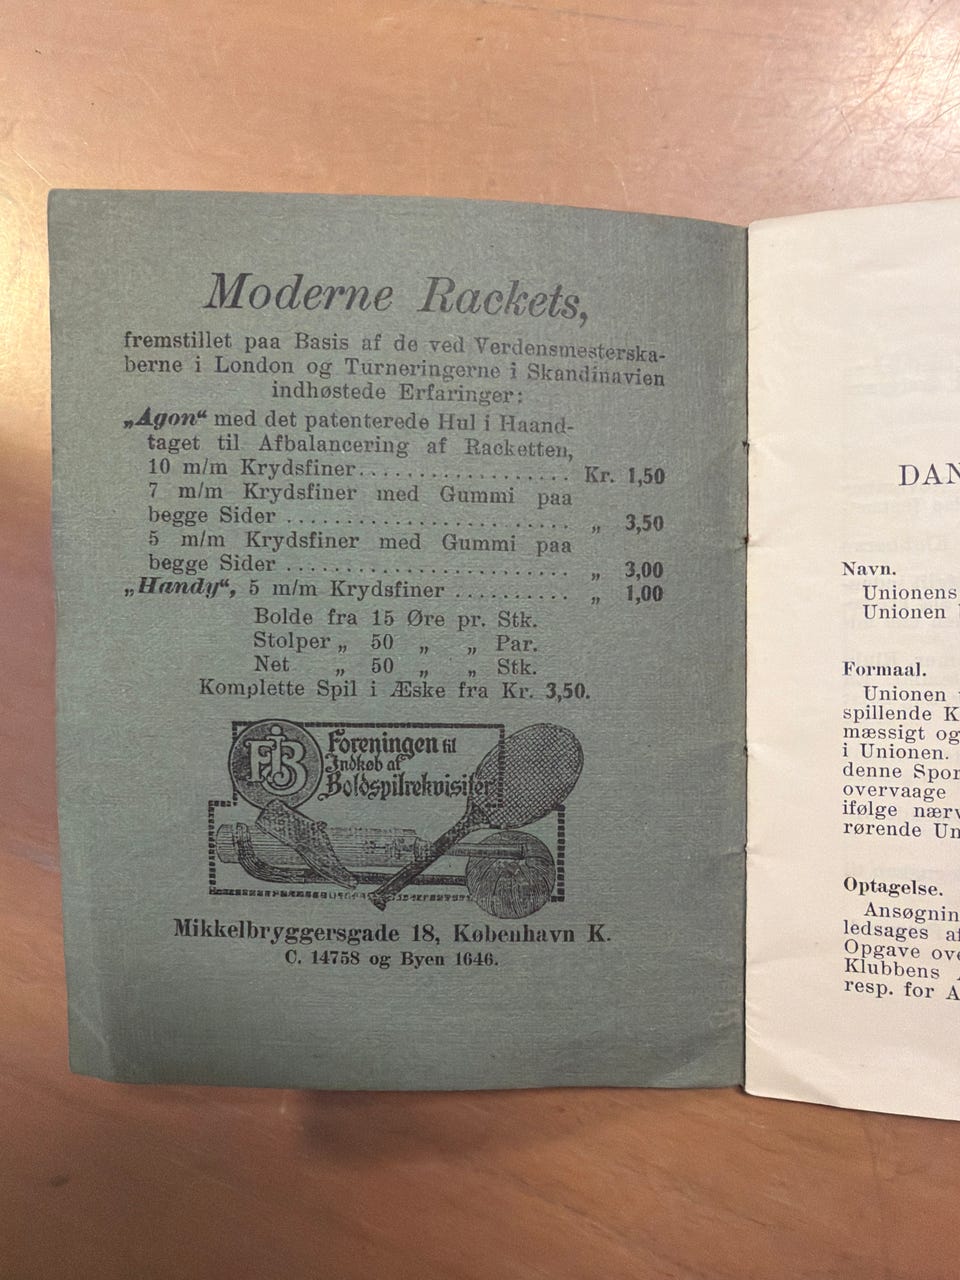 Moderne Rackets,
fremstillet paa Basis af de ved Verdensmesterska-
berne i London og Turneringerne i Skandinavien
indhøstede Erfaringer:
„Agon“ med det patenterede Hul i Haand-
taget til Afbalancering af Racketten,
10 m/m Krydsfiner.................. Kr. 1,50
7 m/m Krydsfiner med Gummi paa
begge Sider ........................ „ 3,50
5 m/m Krydsfiner med Gummi paa
begge Sider ........................ „ 3,00
„Handy“, 5 m/m Krydsfiner .......... „ 1,00
Bolde fra 15 Øre pr. Stk.
Stolper „ 50 „ „ Par.
Net „ 50 „ „ Stk.
Komplette Spil i Æske fra Kr. 3,50.
FIB
Foreningen til
Indkøb af
Boldspilrekvisiter
Mikkelbryggersgade 18, København K.
C. 14758 og Byen 1646.
DAN
Navn.
Unionens
Unionen
Formaal.
Unionen
spillende K
mæssigt og
i Unionen.
denne Spor
overvaage
ifølge nærv
rørende Un
Optagelse.
Ansøgnin
ledsages af
Opgave ove
Klubbens
resp. for A